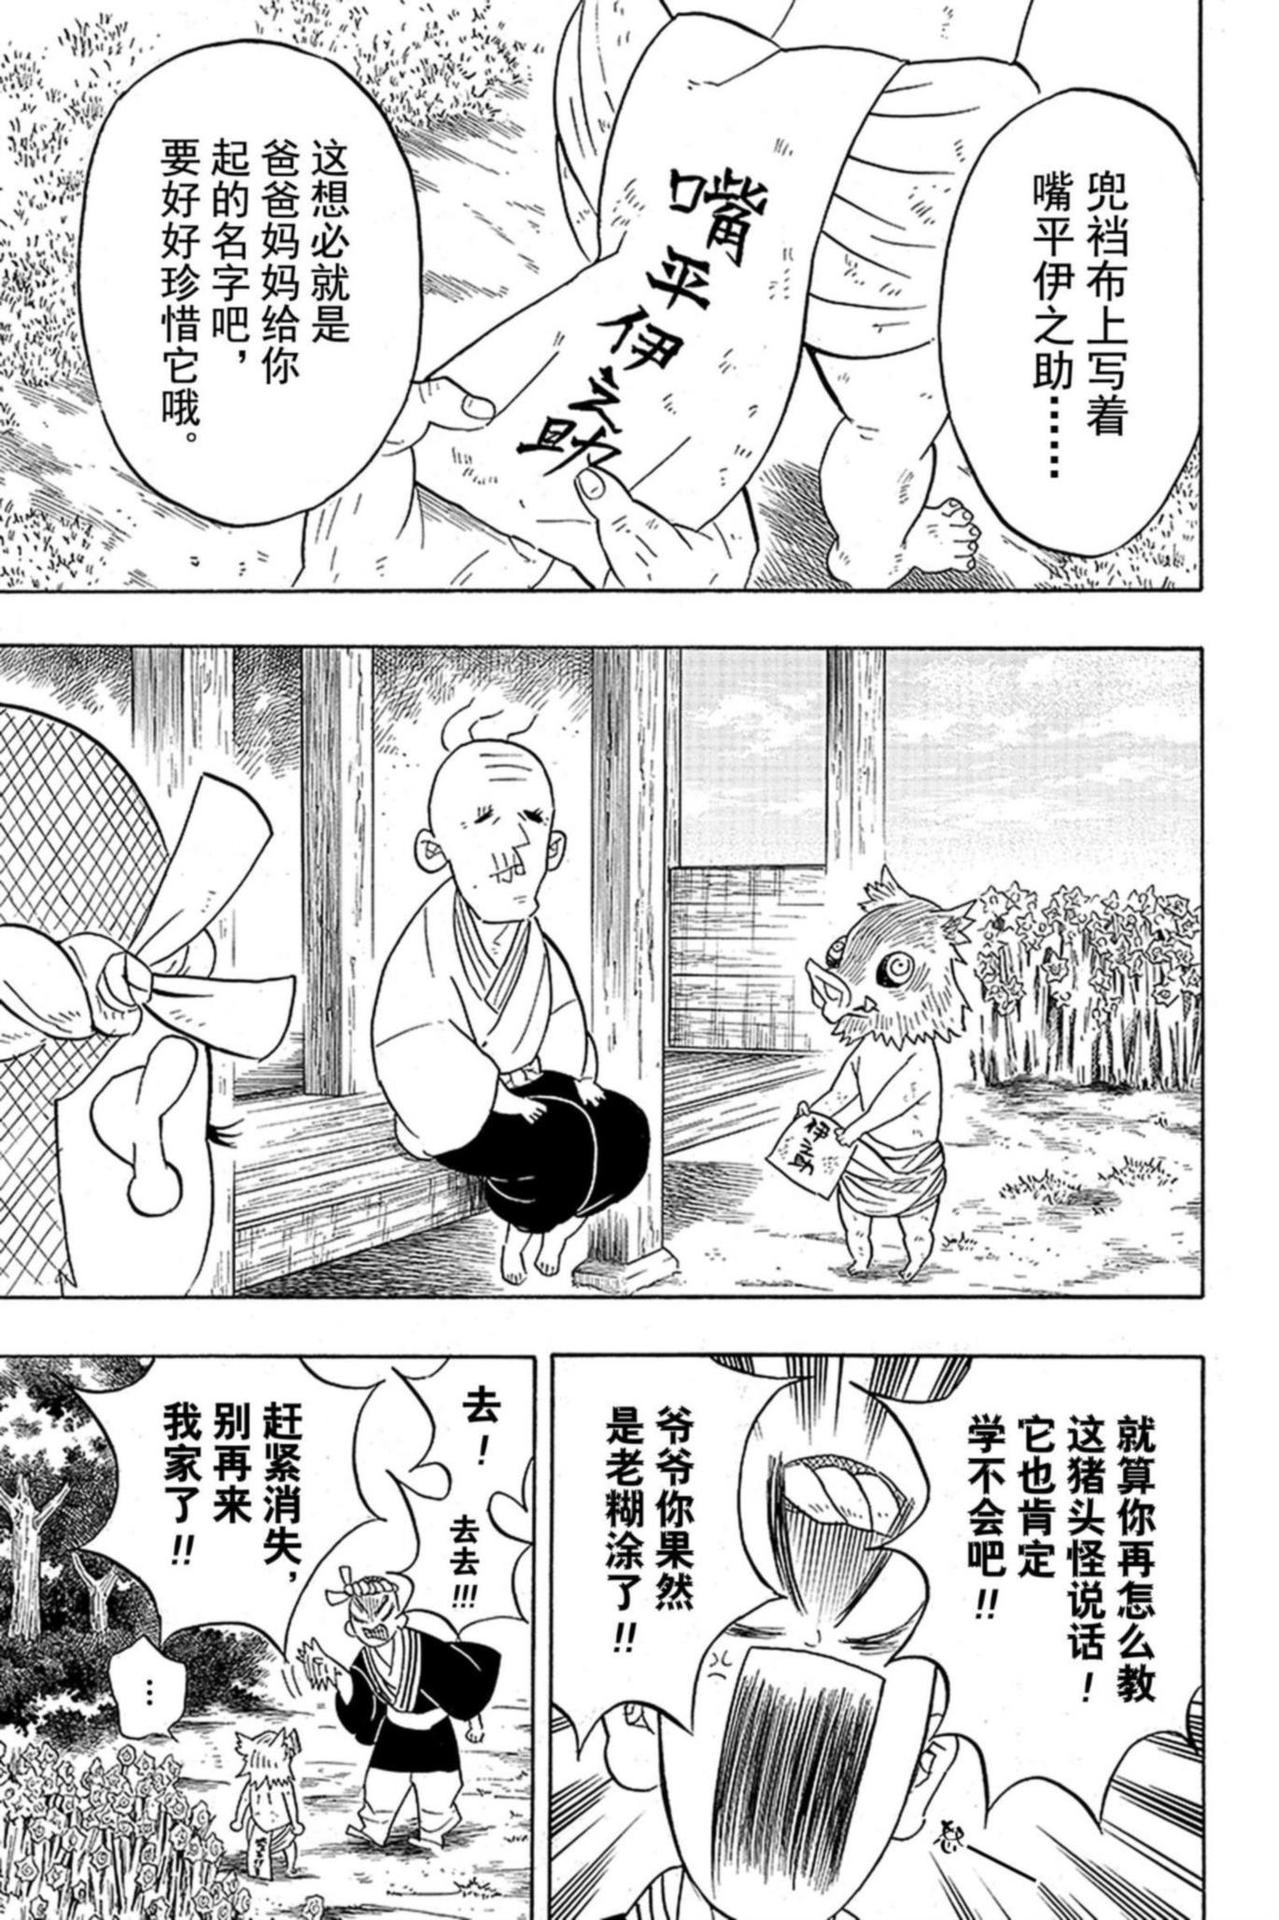 兜裆布上写着
嘴平伊之助……
嘴平伊之助
这想必就是
爸爸妈妈给你
起的名字吧，
要好好珍惜它哦。
伊之助
就算你再怎么教
这猪头怪说话！
它也肯定
学不会吧！！
爷爷你果然
是老糊涂了！！
去！
去去！！！
赶紧消失，
别再来
我家了！！
…